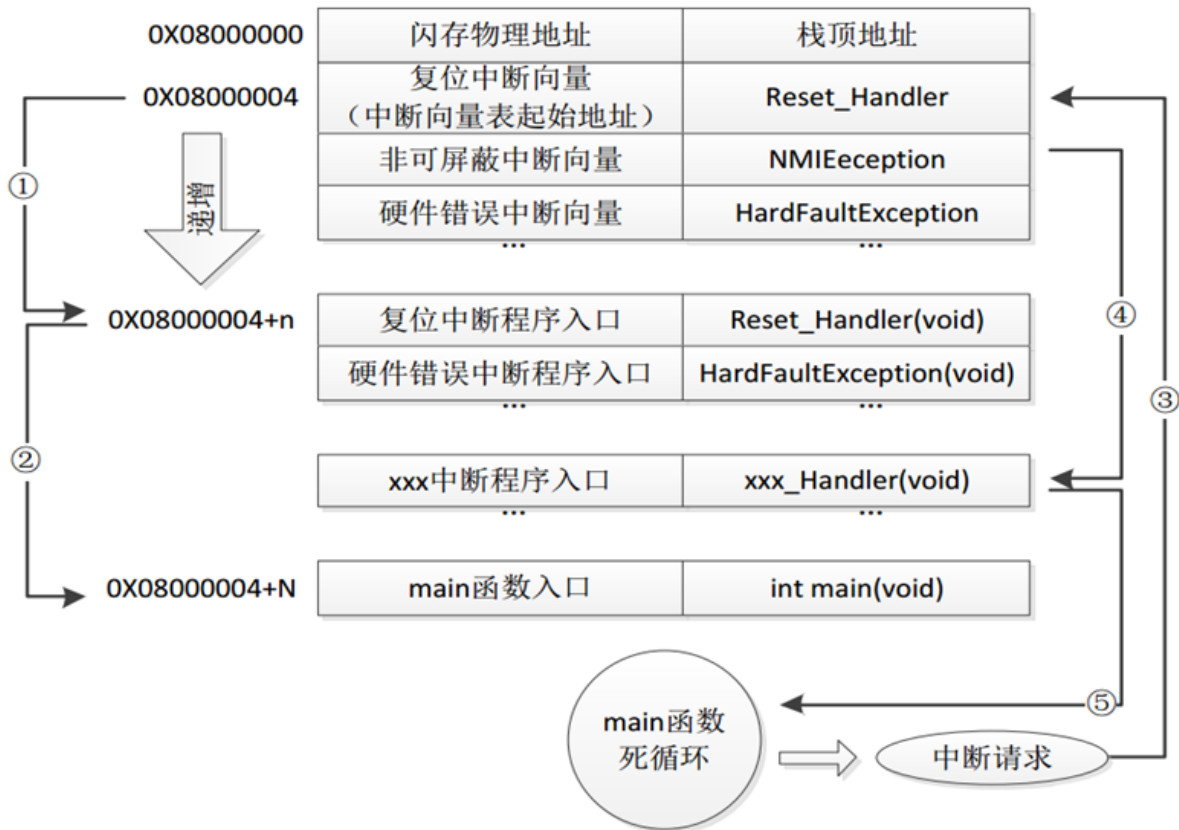 0X08000000 闪存物理地址 栈顶地址
0X08000004 复位中断向量
（中断向量表起始地址） Reset_Handler
非可屏蔽中断向量 NMIEeception
① 递增 硬件错误中断向量 HardFaultException
... ...
0X08000004+n 复位中断程序入口 Reset_Handler(void) ④
硬件错误中断程序入口 HardFaultException(void)
... ... ③
② xxx中断程序入口 xxx_Handler(void)
... ...
0X08000004+N main函数入口 int main(void)
⑤
main函数
死循环
中断请求